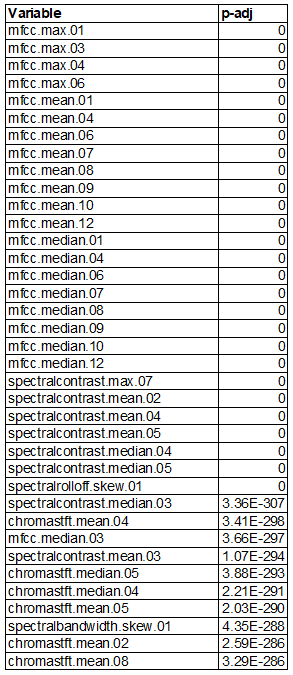 Variable p-adj
mfcc.max.01 0
mfcc.max.03 0
mfcc.max.04 0
mfcc.max.06 0
mfcc.mean.01 0
mfcc.mean.04 0
mfcc.mean.06 0
mfcc.mean.07 0
mfcc.mean.08 0
mfcc.mean.09 0
mfcc.mean.10 0
mfcc.mean.12 0
mfcc.median.01 0
mfcc.median.04 0
mfcc.median.06 0
mfcc.median.07 0
mfcc.median.08 0
mfcc.median.09 0
mfcc.median.10 0
mfcc.median.12 0
spectralcontrast.max.07 0
spectralcontrast.mean.02 0
spectralcontrast.mean.04 0
spectralcontrast.mean.05 0
spectralcontrast.median.04 0
spectralcontrast.median.05 0
spectralrolloff.skew.01 0
spectralcontrast.median.03 3.36E-307
chromastft.mean.04 3.41E-298
mfcc.median.03 3.66E-297
spectralcontrast.mean.03 1.07E-294
chromastft.median.05 3.88E-293
chromastft.median.04 2.21E-291
chromastft.mean.05 2.03E-290
spectralbandwidth.skew.01 4.35E-288
chromastft.mean.02 2.59E-286
chromastft.mean.08 3.29E-286